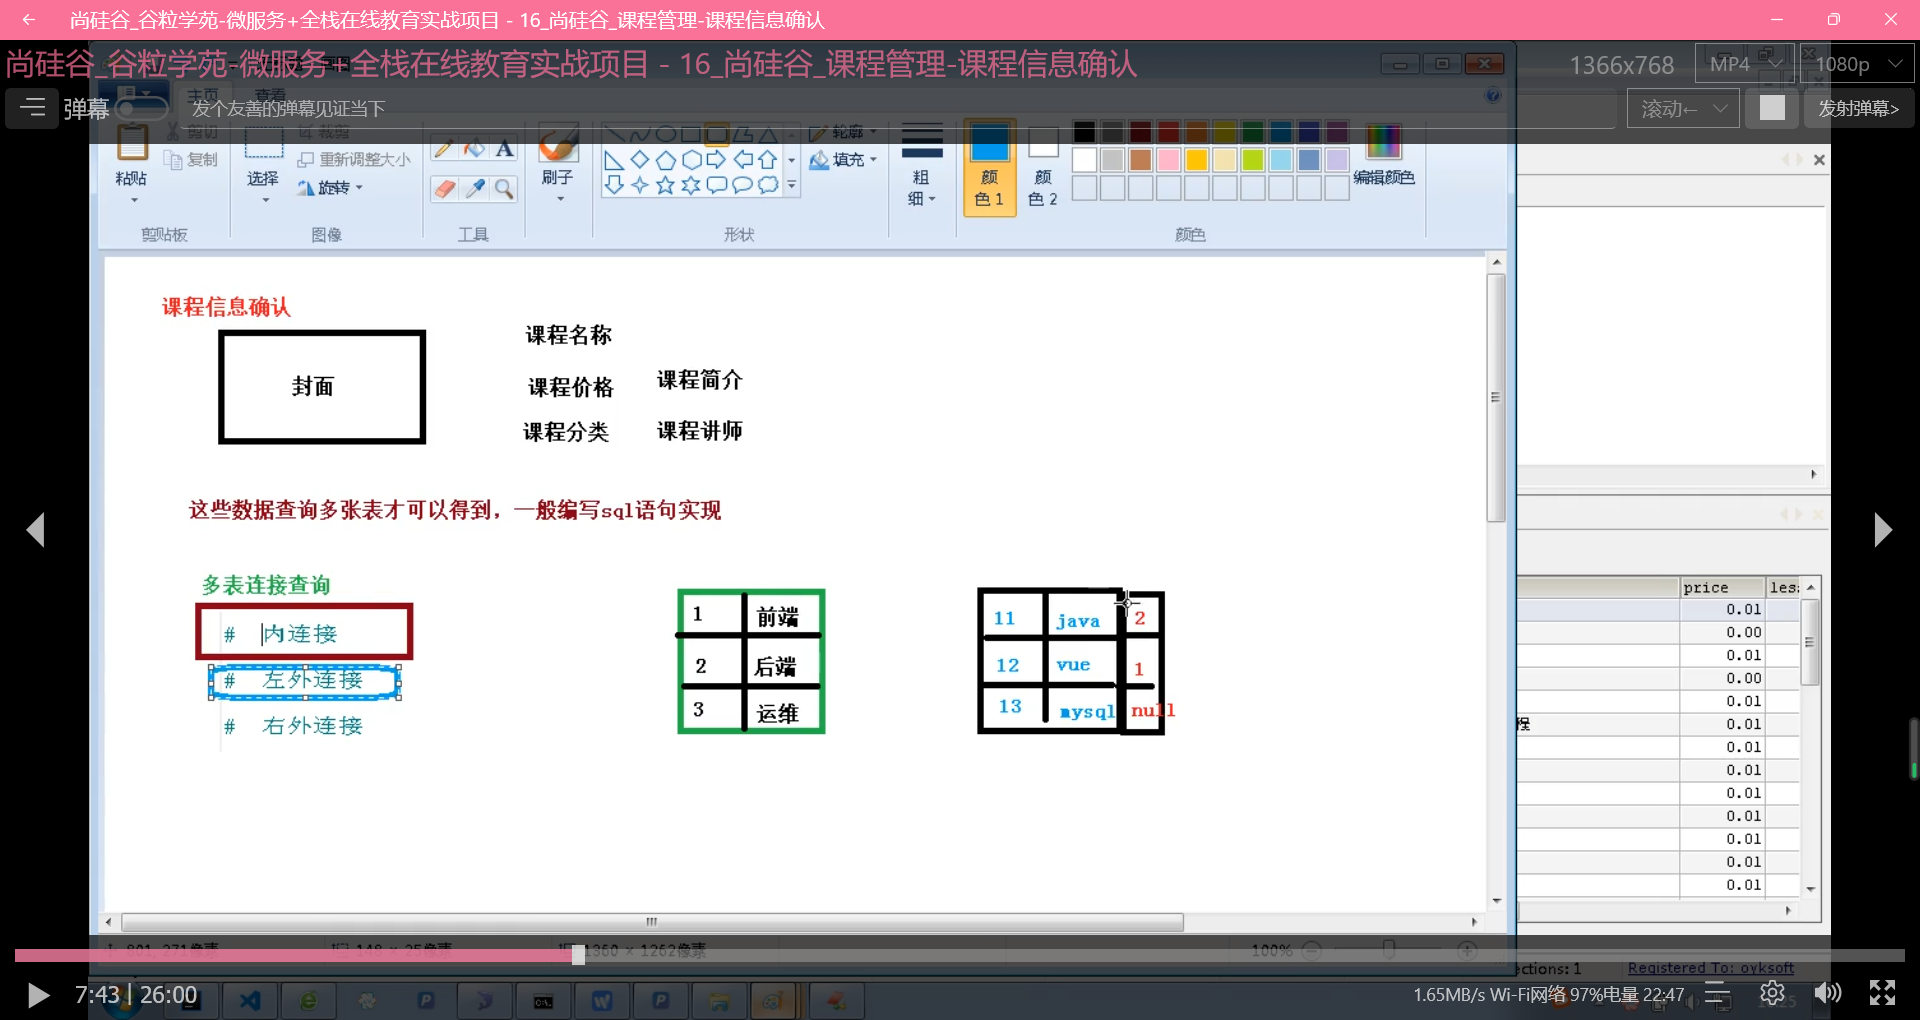 尚硅谷_谷粒学苑-微服务+全栈在线教育实战项目 - 16_尚硅谷_课程管理-课程信息确认
尚硅谷_谷粒学苑-微服务+全栈在线教育实战项目 - 16_尚硅谷_课程管理-课程信息确认
1366x768
MP4
1080p
弹幕
主页
查看
发个友善的弹幕见证当下
滚动←
发射弹幕>
粘贴
剪切
复制
剪贴板
选择
裁剪
重新调整大小
旋转
图像
工具
刷子
轮廓
填充
形状
粗
细
颜
色 1
颜
色 2
编辑颜色
颜色
课程信息确认
封面
课程名称
课程价格
课程简介
课程分类
课程讲师
这些数据查询多张表才可以得到，一般编写sql语句实现
多表连接查询
# 内连接
# 左外连接
# 右外连接
1 前端
2 后端
3 运维
11 java 2
12 vue 1
13 mysql null
price
les
0.01
0.00
0.01
0.00
0.01
程 0.01
0.01
0.01
0.01
0.01
0.01
0.01
0.01
801, 271像素
148 × 25像素
1360 × 1262像素
100%
ections: 1
Registered To: oyksoft
7:43 | 26:00
1.65MB/s Wi-Fi网络 97%电量 22:47